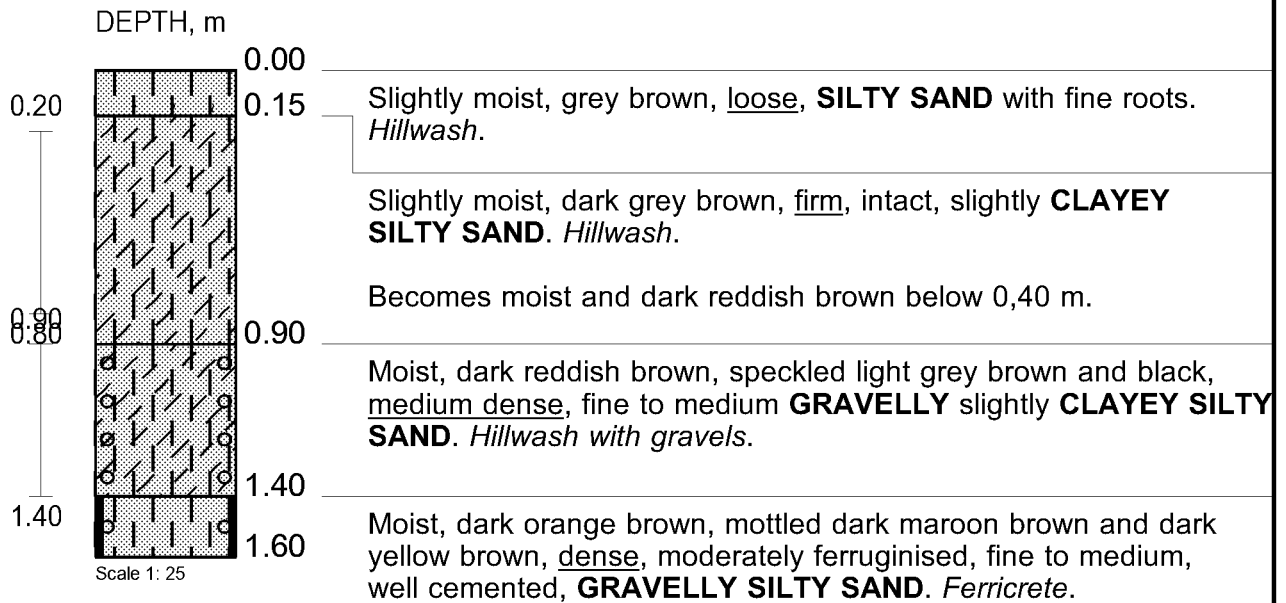 DEPTH, m
0.00
0.20
0.15
Slightly moist, grey brown, loose, SILTY SAND with fine roots.
Hillwash.
Slightly moist, dark grey brown, firm, intact, slightly CLAYEY
SILTY SAND. Hillwash.
Becomes moist and dark reddish brown below 0,40 m.
0.90
0.80
0.90
Moist, dark reddish brown, speckled light grey brown and black,
medium dense, fine to medium GRAVELLY slightly CLAYEY SILTY
SAND. Hillwash with gravels.
1.40
1.40
Moist, dark orange brown, mottled dark maroon brown and dark
yellow brown, dense, moderately ferruginised, fine to medium,
well cemented, GRAVELLY SILTY SAND. Ferricrete.
1.60
Scale 1: 25